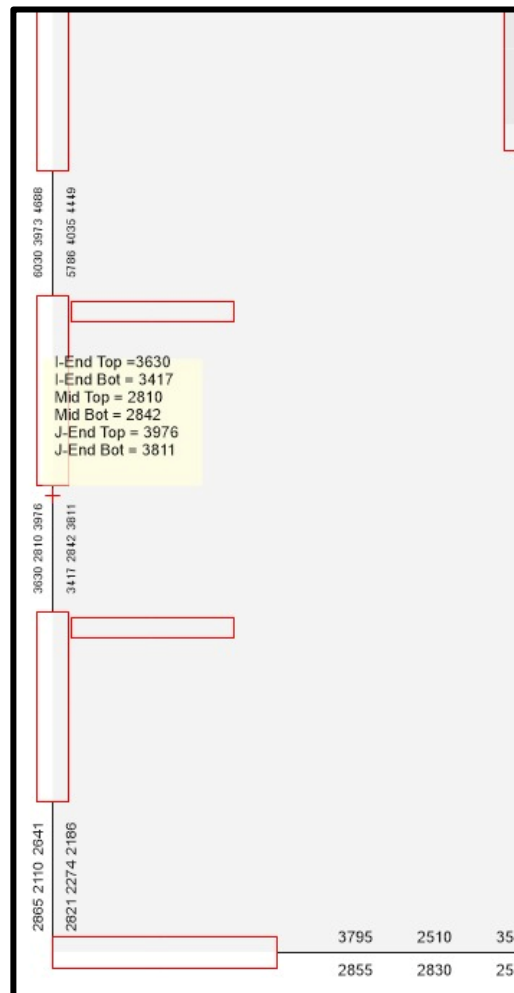 6030 3973 4688
5786 4035 4449
I-End Top =3630
I-End Bot = 3417
Mid Top = 2810
Mid Bot = 2842
J-End Top = 3976
J-End Bot = 3811
3630 2810 3976
3417 2842 3811
2865 2110 2641
2821 2274 2186
3795 2510
2855 2830